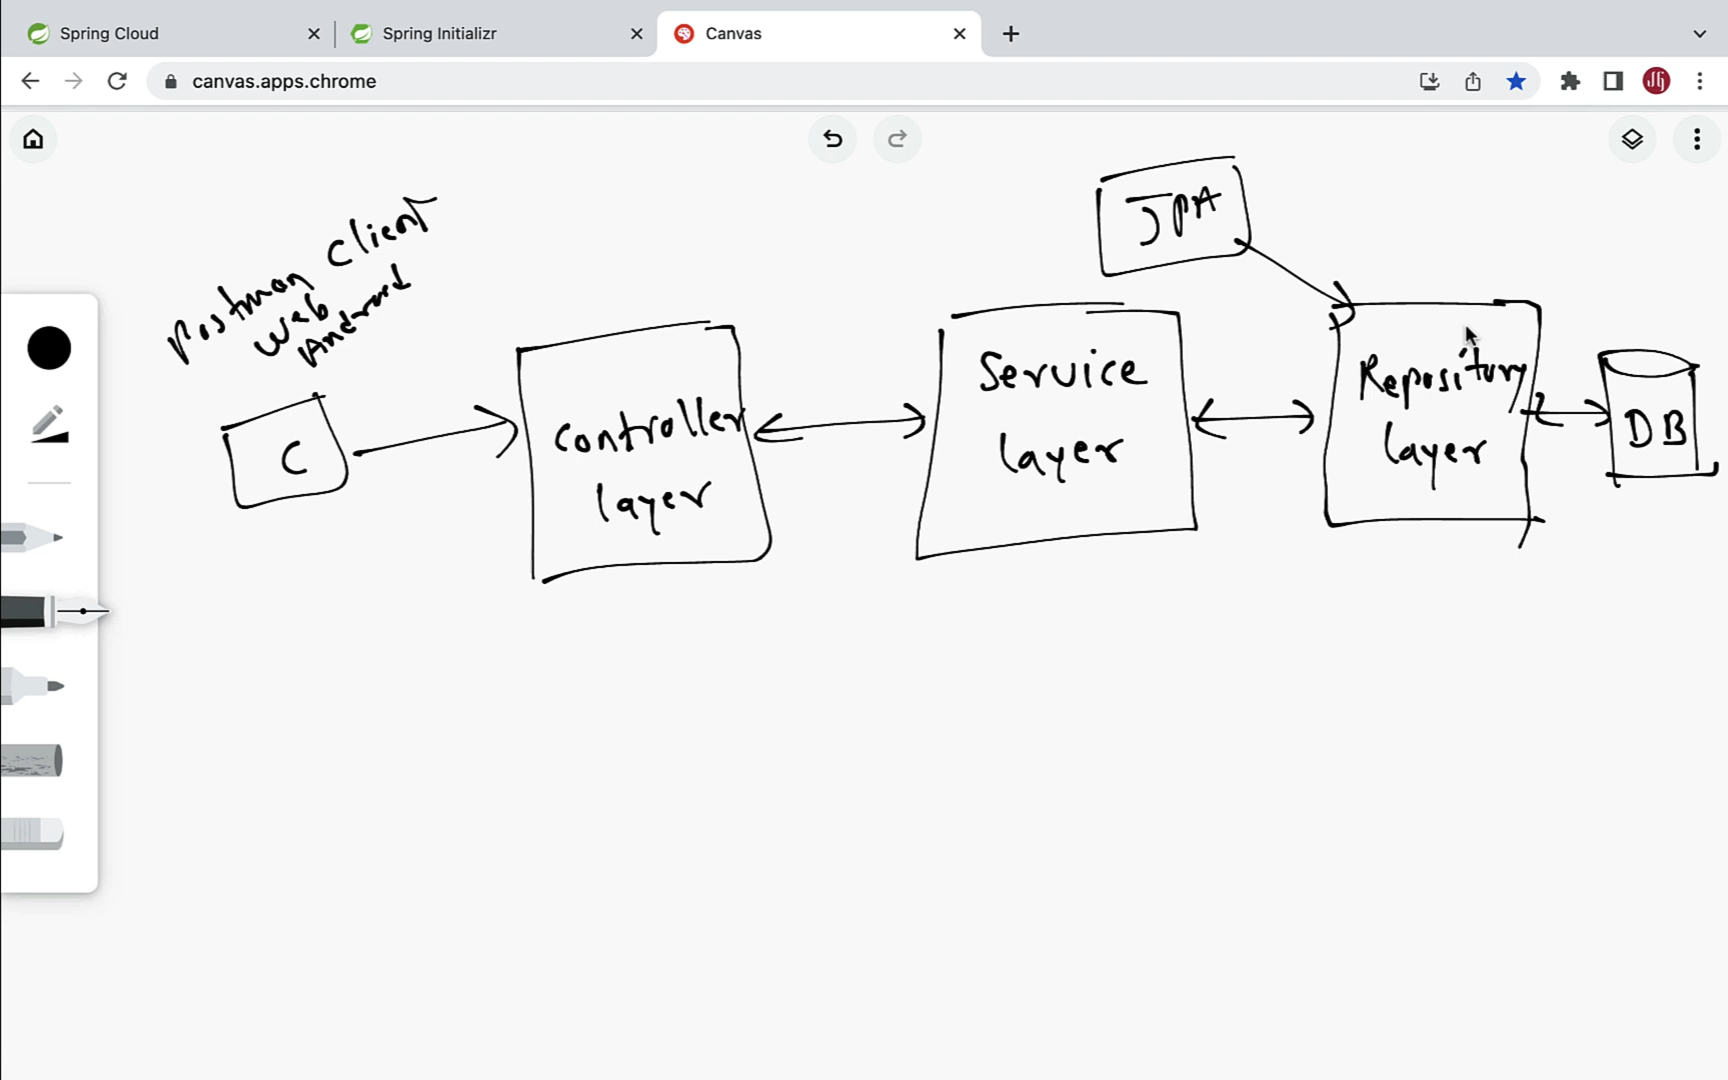 Spring Cloud
Spring Initializr
Canvas
canvas.apps.chrome
Client
Postman
Web
Android
C
Controller
layer
Service
layer
JPA
Repository
layer
DB